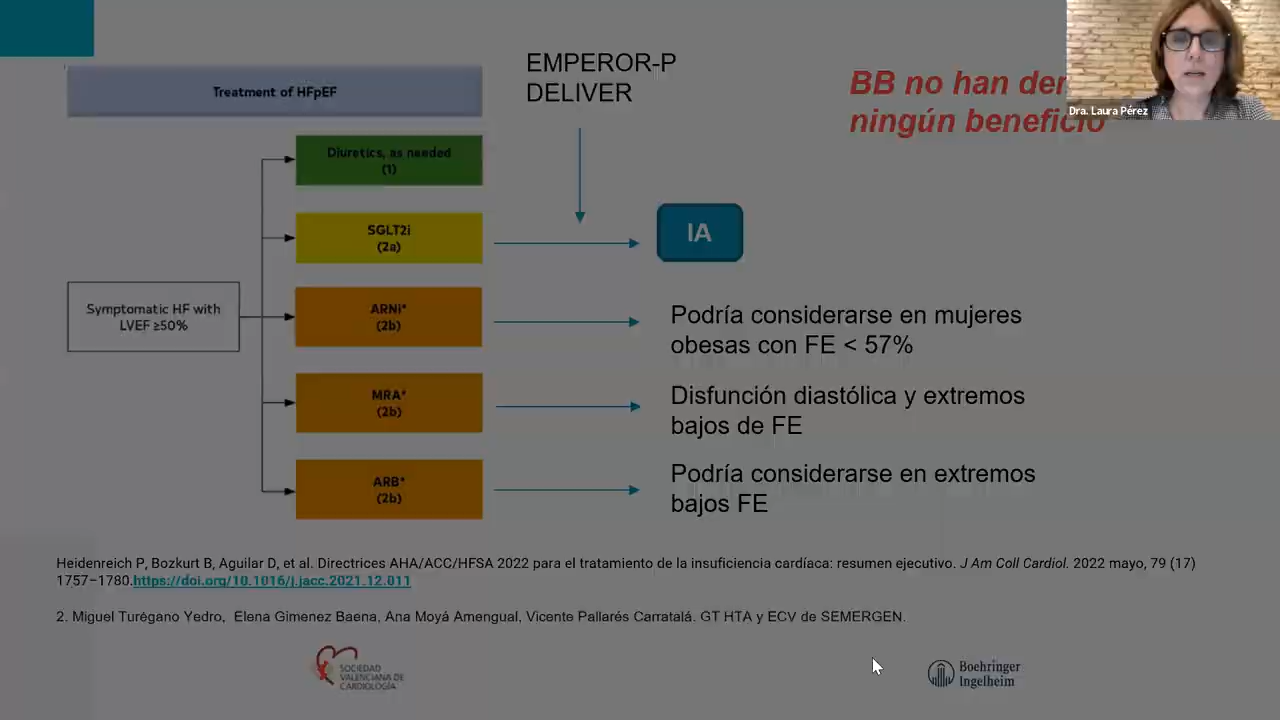 Treatment of HFpEF
EMPEROR-P
DELIVER
BB no han
ningún beneficio
Dra. Laura Pérez
Diuretics, as needed
(1)
SGLT2i
(2a)
IA
Symptomatic HF with
LVEF ≥50%
ARNi*
(2b)
Podría considerarse en mujeres
obesas con FE < 57%
MRA*
(2b)
Disfunción diastólica y extremos
bajos de FE
ARB*
(2b)
Podría considerarse en extremos
bajos FE
Heidenreich P, Bozkurt B, Aguilar D, et al. Directrices AHA/ACC/HFSA 2022 para el tratamiento de la insuficiencia cardíaca: resumen ejecutivo. J Am Coll Cardiol. 2022 mayo, 79 (17)
1757–1780.https://doi.org/10.1016/j.jacc.2021.12.011
2. Miguel Turégano Yedro, Elena Gimenez Baena, Ana Moyá Amengual, Vicente Pallarés Carratalá. GT HTA y ECV de SEMERGEN.
SOCIEDAD
VALENCIANA DE
CARDIOLOGÍA
Boehringer
Ingelheim